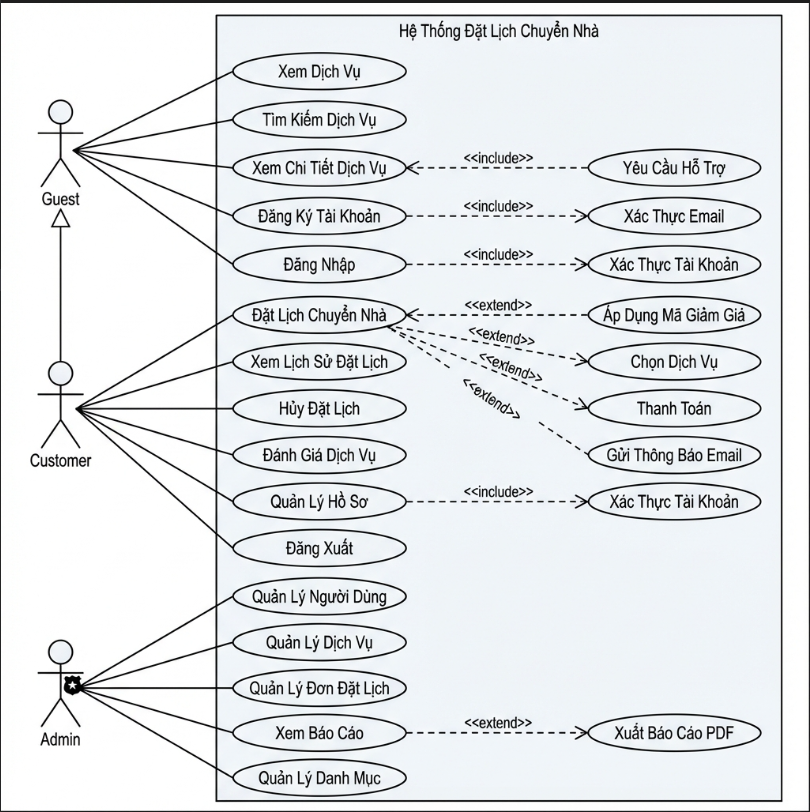 Hệ Thống Đặt Lịch Chuyển Nhà
Xem Dịch Vụ
Tìm Kiếm Dịch Vụ
Xem Chi Tiết Dịch Vụ
<<include>>
Yêu Cầu Hỗ Trợ
Guest
Đăng Ký Tài Khoản
<<include>>
Xác Thực Email
Đăng Nhập
<<include>>
Xác Thực Tài Khoản
Đặt Lịch Chuyển Nhà
<<extend>>
Áp Dụng Mã Giảm Giá
<<extend>>
Xem Lịch Sử Đặt Lịch
<<extend>>
Chọn Dịch Vụ
Hủy Đặt Lịch
<<extend>>
Thanh Toán
Customer
Đánh Giá Dịch Vụ
Gửi Thông Báo Email
Quản Lý Hồ Sơ
<<include>>
Xác Thực Tài Khoản
Đăng Xuất
Quản Lý Người Dùng
Quản Lý Dịch Vụ
Quản Lý Đơn Đặt Lịch
Admin
Xem Báo Cáo
<<extend>>
Xuất Báo Cáo PDF
Quản Lý Danh Mục